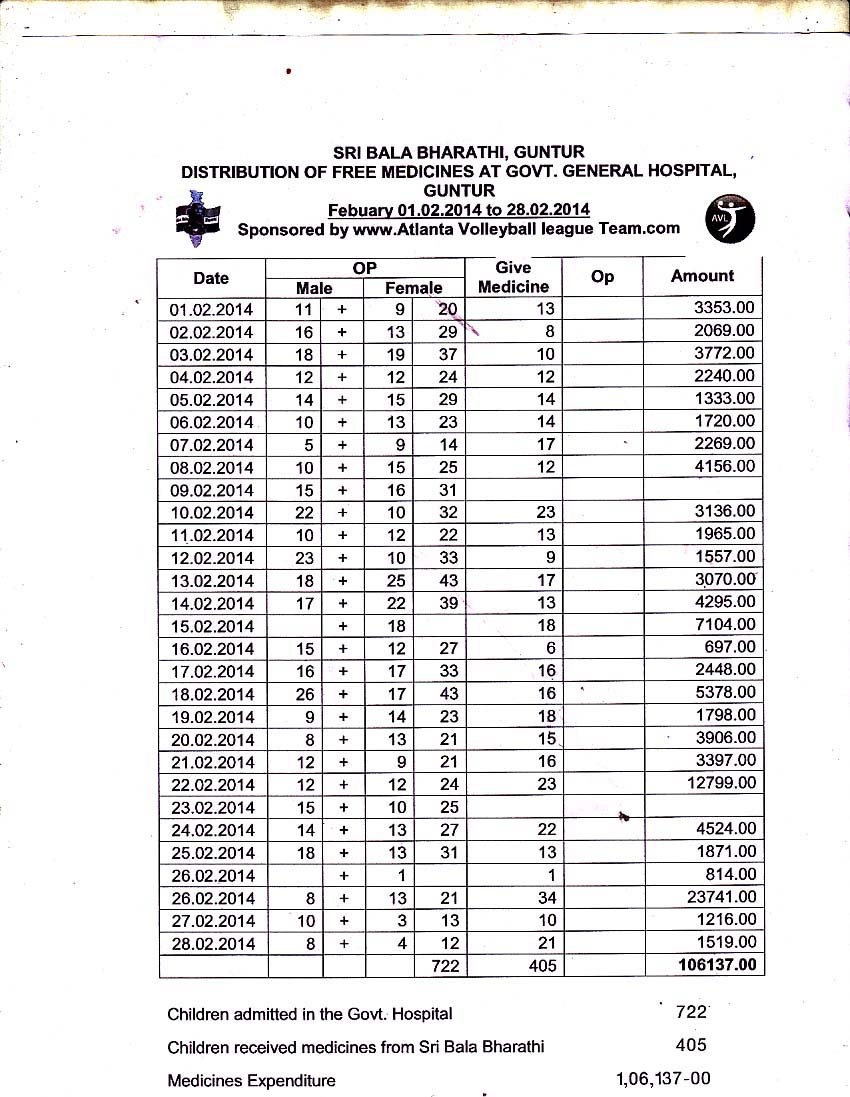 SRI BALA BHARATHI, GUNTUR
DISTRIBUTION OF FREE MEDICINES AT GOVT. GENERAL HOSPITAL,
GUNTUR
Febuary 01.02.2014 to 28.02.2014
Sponsored by www.Atlanta Volleyball league Team.com
AVL
Date OP Give Medicine Op Amount
Male Female
01.02.2014 11 + 9 20 13 3353.00
02.02.2014 16 + 13 29 8 2069.00
03.02.2014 18 + 19 37 10 3772.00
04.02.2014 12 + 12 24 12 2240.00
05.02.2014 14 + 15 29 14 1333.00
06.02.2014 10 + 13 23 14 1720.00
07.02.2014 5 + 9 14 17 2269.00
08.02.2014 10 + 15 25 12 4156.00
09.02.2014 15 + 16 31
10.02.2014 22 + 10 32 23 3136.00
11.02.2014 10 + 12 22 13 1965.00
12.02.2014 23 + 10 33 9 1557.00
13.02.2014 18 + 25 43 17 3070.00
14.02.2014 17 + 22 39 13 4295.00
15.02.2014 + 18 18 7104.00
16.02.2014 15 + 12 27 6 697.00
17.02.2014 16 + 17 33 16 2448.00
18.02.2014 26 + 17 43 16 5378.00
19.02.2014 9 + 14 23 18 1798.00
20.02.2014 8 + 13 21 15 3906.00
21.02.2014 12 + 9 21 16 3397.00
22.02.2014 12 + 12 24 23 12799.00
23.02.2014 15 + 10 25
24.02.2014 14 + 13 27 22 4524.00
25.02.2014 18 + 13 31 13 1871.00
26.02.2014 + 1 1 814.00
26.02.2014 8 + 13 21 34 23741.00
27.02.2014 10 + 3 13 10 1216.00
28.02.2014 8 + 4 12 21 1519.00
722 405 106137.00
Children admitted in the Govt. Hospital 722
Children received medicines from Sri Bala Bharathi 405
Medicines Expenditure 1,06,137-00